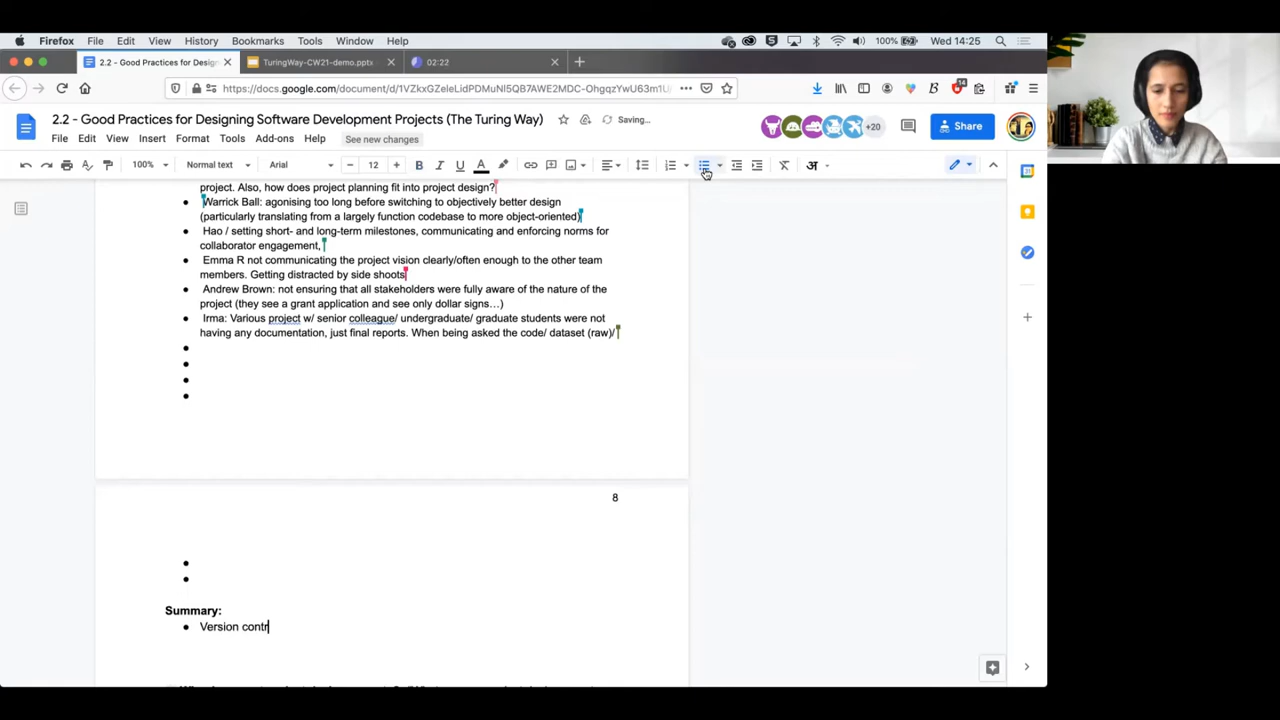 Firefox File Edit View History Bookmarks Tools Window Help 100% Wed 14:25
2.2 - Good Practices for Desig TuringWay-CW21-demo.pptx 02:22
https://docs.google.com/document/d/1VZkxGZeleLidPDMuNI5QB7AWE2MDC-OhgqzYwU63m1U
2.2 - Good Practices for Designing Software Development Projects (The Turing Way) Saving... +20 Share
File Edit View Insert Format Tools Add-ons Help See new changes
100% Normal text Arial - 12 + B I U A अ
project. Also, how does project planning fit into project design?
● Warrick Ball: agonising too long before switching to objectively better design
(particularly translating from a largely function codebase to more object-oriented)
● Hao / setting short- and long-term milestones, communicating and enforcing norms for
collaborator engagement,
● Emma R not communicating the project vision clearly/often enough to the other team
members. Getting distracted by side shoots
● Andrew Brown: not ensuring that all stakeholders were fully aware of the nature of the
project (they see a grant application and see only dollar signs…)
● Irma: Various project w/ senior colleague/ undergraduate/ graduate students were not
having any documentation, just final reports. When being asked the code/ dataset (raw)/
8
Summary:
● Version contr